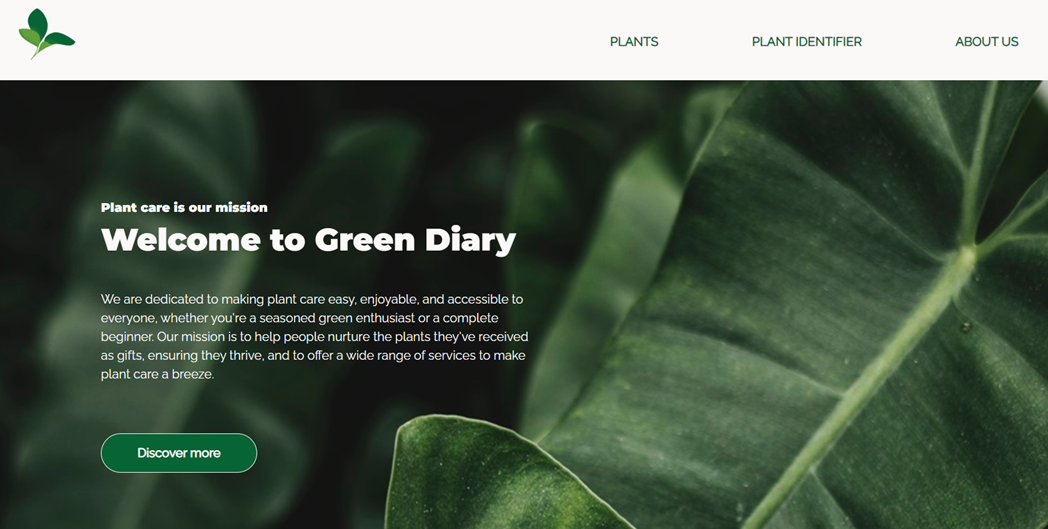 PLANTS
PLANT IDENTIFIER
ABOUT US
Plant care is our mission
Welcome to Green Diary
We are dedicated to making plant care easy, enjoyable, and accessible to
everyone, whether you're a seasoned green enthusiast or a complete
beginner. Our mission is to help people nurture the plants they've received
as gifts, ensuring they thrive, and to offer a wide range of services to make
plant care a breeze.
Discover more